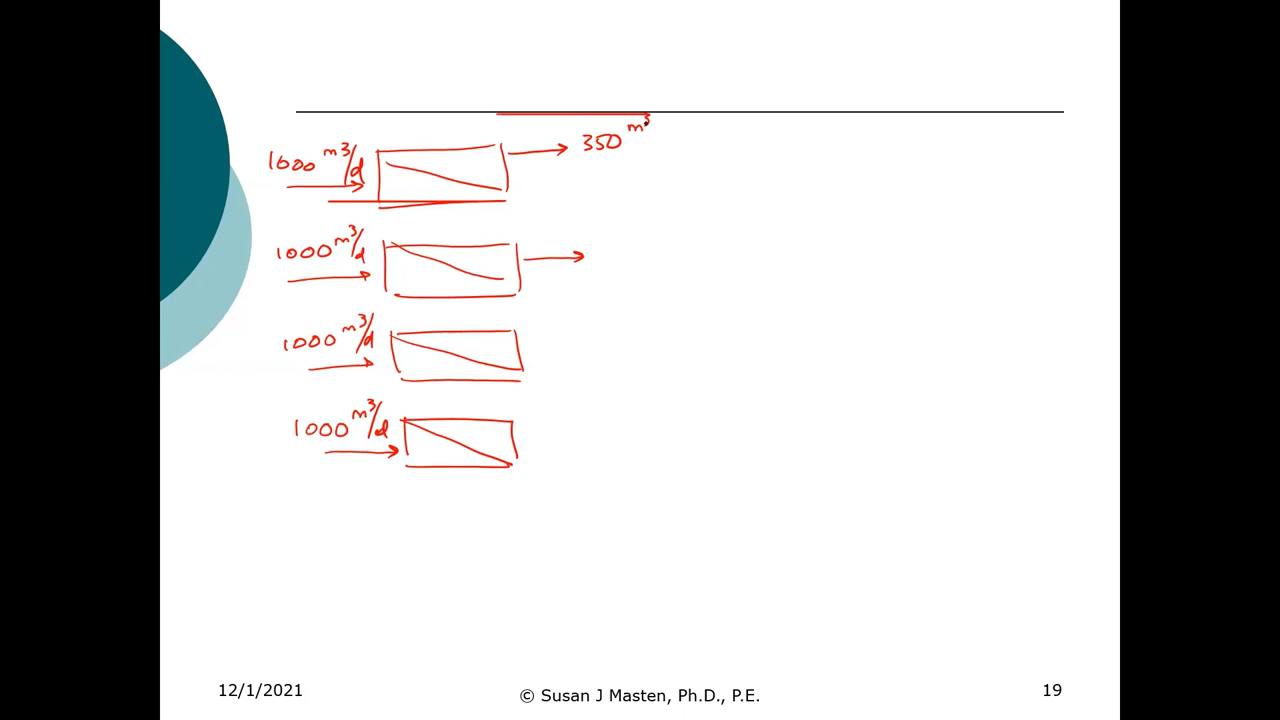 350 m³
1000 m³/d
1000 m³/d
1000 m³/d
1000 m³/d
12/1/2021
© Susan J Masten, Ph.D., P.E.
19